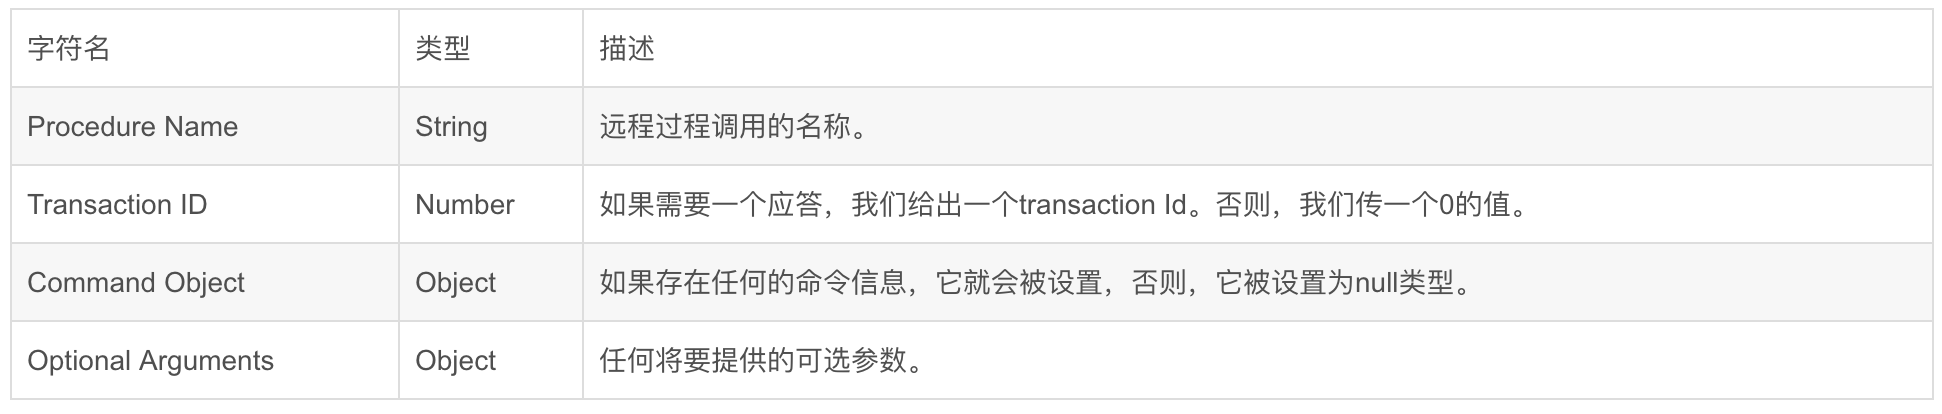 字符名 类型 描述
Procedure Name String 远程过程调用的名称。
Transaction ID Number 如果需要一个应答，我们给出一个transaction Id。否则，我们传一个0的值。
Command Object Object 如果存在任何的命令信息，它就会被设置，否则，它被设置为null类型。
Optional Arguments Object 任何将要提供的可选参数。